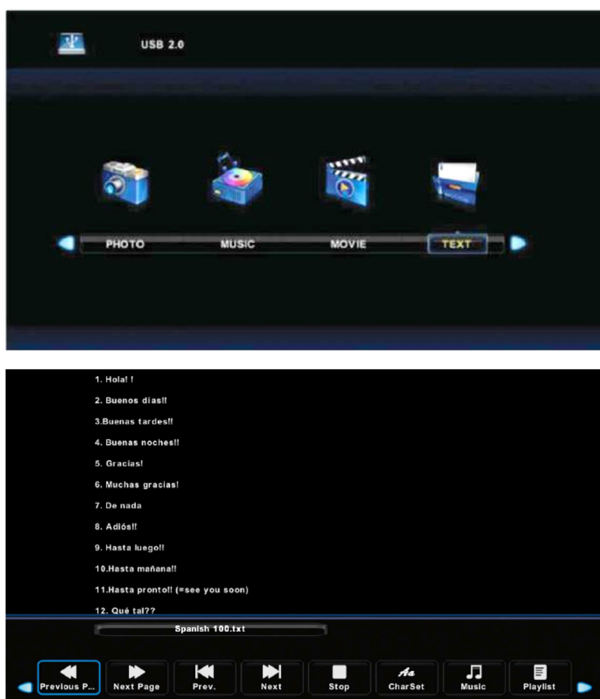 USB 2.0
PHOTO MUSIC MOVIE TEXT
1. Hola! !
2. Buenos días!!
3.Buenas tardes!!
4. Buenas noches!!
5. Gracias!
6. Muchas gracias!
7. De nada
8. Adiós!!
9. Hasta luego!!
10.Hasta mañana!!
11.Hasta pronto!! (=see you soon)
12. Qué tal??
Spanish 100.txt
Previous P... Next Page Prev. Next Stop CharSet Music Playlist